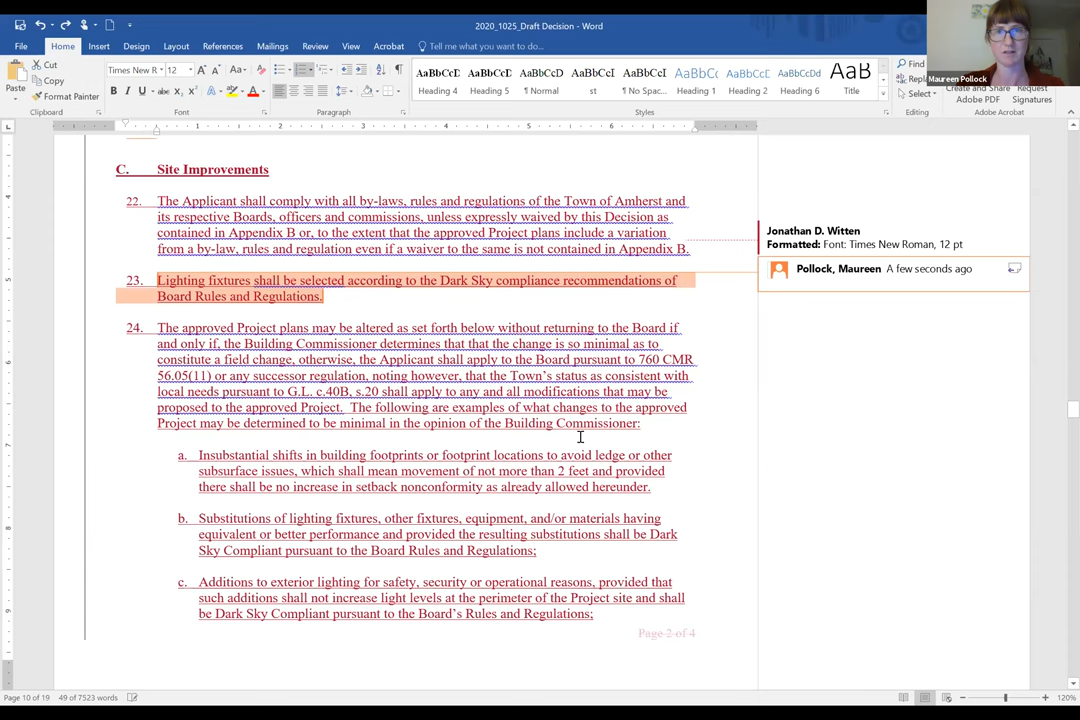 2020_1025_Draft Decision - Word
File Home Insert Design Layout References Mailings Review View Acrobat Tell me what you want to do...
Paste
Cut
Copy
Format Painter
Clipboard
Times New R 12
Font
Paragraph
AaBbCcD Heading 4
AaBbCcL Heading 5
AaBbCcD ¶ Normal
AaBbCcI st
AaBbCcL ¶ No Spac...
AaBbCcD Heading 1
AaBbCcD Heading 2
AaBbCcDd Heading 6
AaB Title
Styles
Find
Select
Editing
Create and Share Adobe PDF
Request Signatures
Adobe Acrobat
Maureen Pollock
C. Site Improvements
22. The Applicant shall comply with all by-laws, rules and regulations of the Town of Amherst and
its respective Boards, officers and commissions, unless expressly waived by this Decision as
contained in Appendix B or, to the extent that the approved Project plans include a variation
from a by-law, rules and regulation even if a waiver to the same is not contained in Appendix B.
23. Lighting fixtures shall be selected according to the Dark Sky compliance recommendations of
Board Rules and Regulations.
24. The approved Project plans may be altered as set forth below without returning to the Board if
and only if, the Building Commissioner determines that that the change is so minimal as to
constitute a field change, otherwise, the Applicant shall apply to the Board pursuant to 760 CMR
56.05(11) or any successor regulation, noting however, that the Town's status as consistent with
local needs pursuant to G.L. c.40B, s.20 shall apply to any and all modifications that may be
proposed to the approved Project. The following are examples of what changes to the approved
Project may be determined to be minimal in the opinion of the Building Commissioner:
a. Insubstantial shifts in building footprints or footprint locations to avoid ledge or other
subsurface issues, which shall mean movement of not more than 2 feet and provided
there shall be no increase in setback nonconformity as already allowed hereunder.
b. Substitutions of lighting fixtures, other fixtures, equipment, and/or materials having
equivalent or better performance and provided the resulting substitutions shall be Dark
Sky Compliant pursuant to the Board Rules and Regulations;
c. Additions to exterior lighting for safety, security or operational reasons, provided that
such additions shall not increase light levels at the perimeter of the Project site and shall
be Dark Sky Compliant pursuant to the Board's Rules and Regulations;
Page 2 of 4
Jonathan D. Witten
Formatted: Font: Times New Roman, 12 pt
Pollock, Maureen A few seconds ago
Page 10 of 19 49 of 7523 words
120%